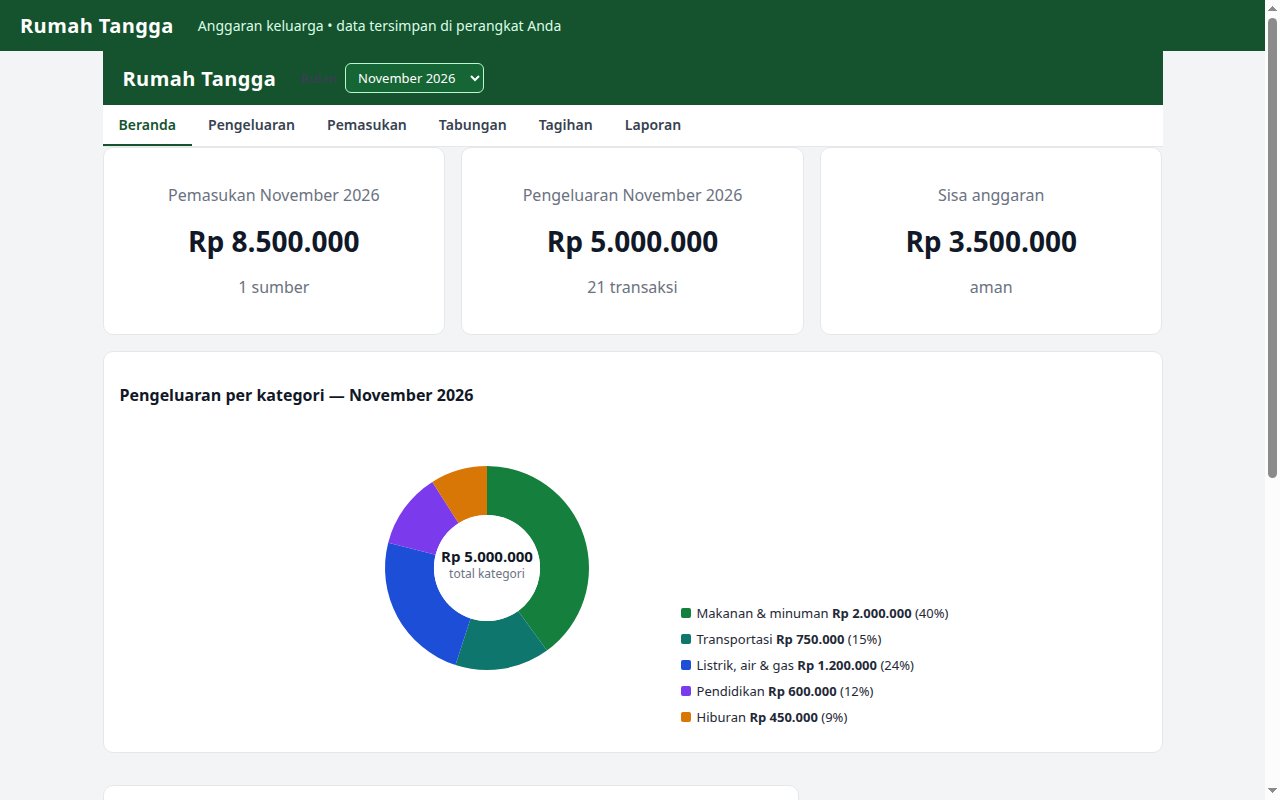 Rumah Tangga Anggaran keluarga • data tersimpan di perangkat Anda
Rumah Tangga Bulan November 2026
Beranda Pengeluaran Pemasukan Tabungan Tagihan Laporan
Pemasukan November 2026
Rp 8.500.000
1 sumber
Pengeluaran November 2026
Rp 5.000.000
21 transaksi
Sisa anggaran
Rp 3.500.000
aman
Pengeluaran per kategori — November 2026
Rp 5.000.000
total kategori
Makanan & minuman Rp 2.000.000 (40%)
Transportasi Rp 750.000 (15%)
Listrik, air & gas Rp 1.200.000 (24%)
Pendidikan Rp 600.000 (12%)
Hiburan Rp 450.000 (9%)